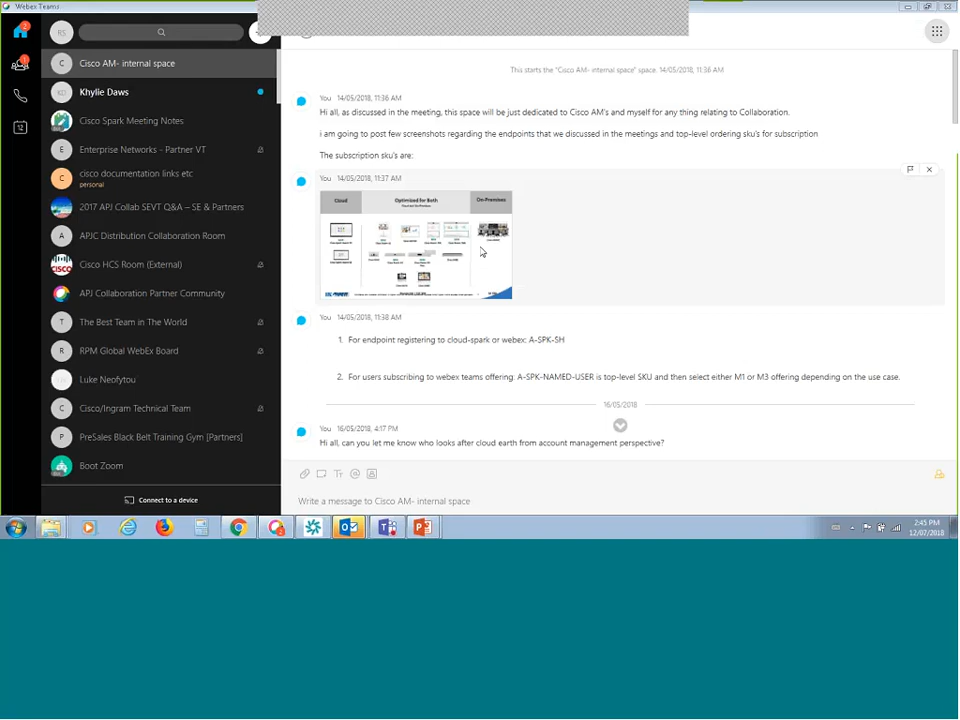 Webex Teams
2
RS
C
Cisco AM- internal space
1
KD
Khylie Daws
Cisco Spark Meeting Notes
12
E
Enterprise Networks - Partner VT
C
cisco documentation links etc
personal
2017 APJ Collab SEVT Q&A – SE & Partners
A
APJC Distribution Collaboration Room
CISCO
Cisco HCS Room (External)
APJ Collaboration Partner Community
T
The Best Team in The World
R
RPM Global WebEx Board
Luke Neofytou
C
Cisco/Ingram Technical Team
P
PreSales Black Belt Training Gym [Partners]
Boot Zoom
Connect to a device
This starts the "Cisco AM- internal space" space. 14/05/2018, 11:36 AM
You 14/05/2018, 11:36 AM
Hi all, as discussed in the meeting, this space will be just dedicated to Cisco AM's and myself for any thing relating to Collaboration.
i am going to post few screenshots regarding the endpoints that we discussed in the meetings and top-level ordering sku's for subscription
The subscription sku's are:
You 14/05/2018, 11:37 AM
Cloud
Optimized for Both
On-Premises
You 14/05/2018, 11:38 AM
1. For endpoint registering to cloud-spark or webex: A-SPK-SH
2. For users subscribing to webex teams offering. A-SPK-NAMED-USER is top-level SKU and then select either M1 or M3 offering depending on the use case.
16/05/2018
You 16/05/2018, 4:17 PM
Hi all, can you let me know who looks after cloud earth from account management perspective?
Write a message to Cisco AM- internal space
2:45 PM
12/07/2018